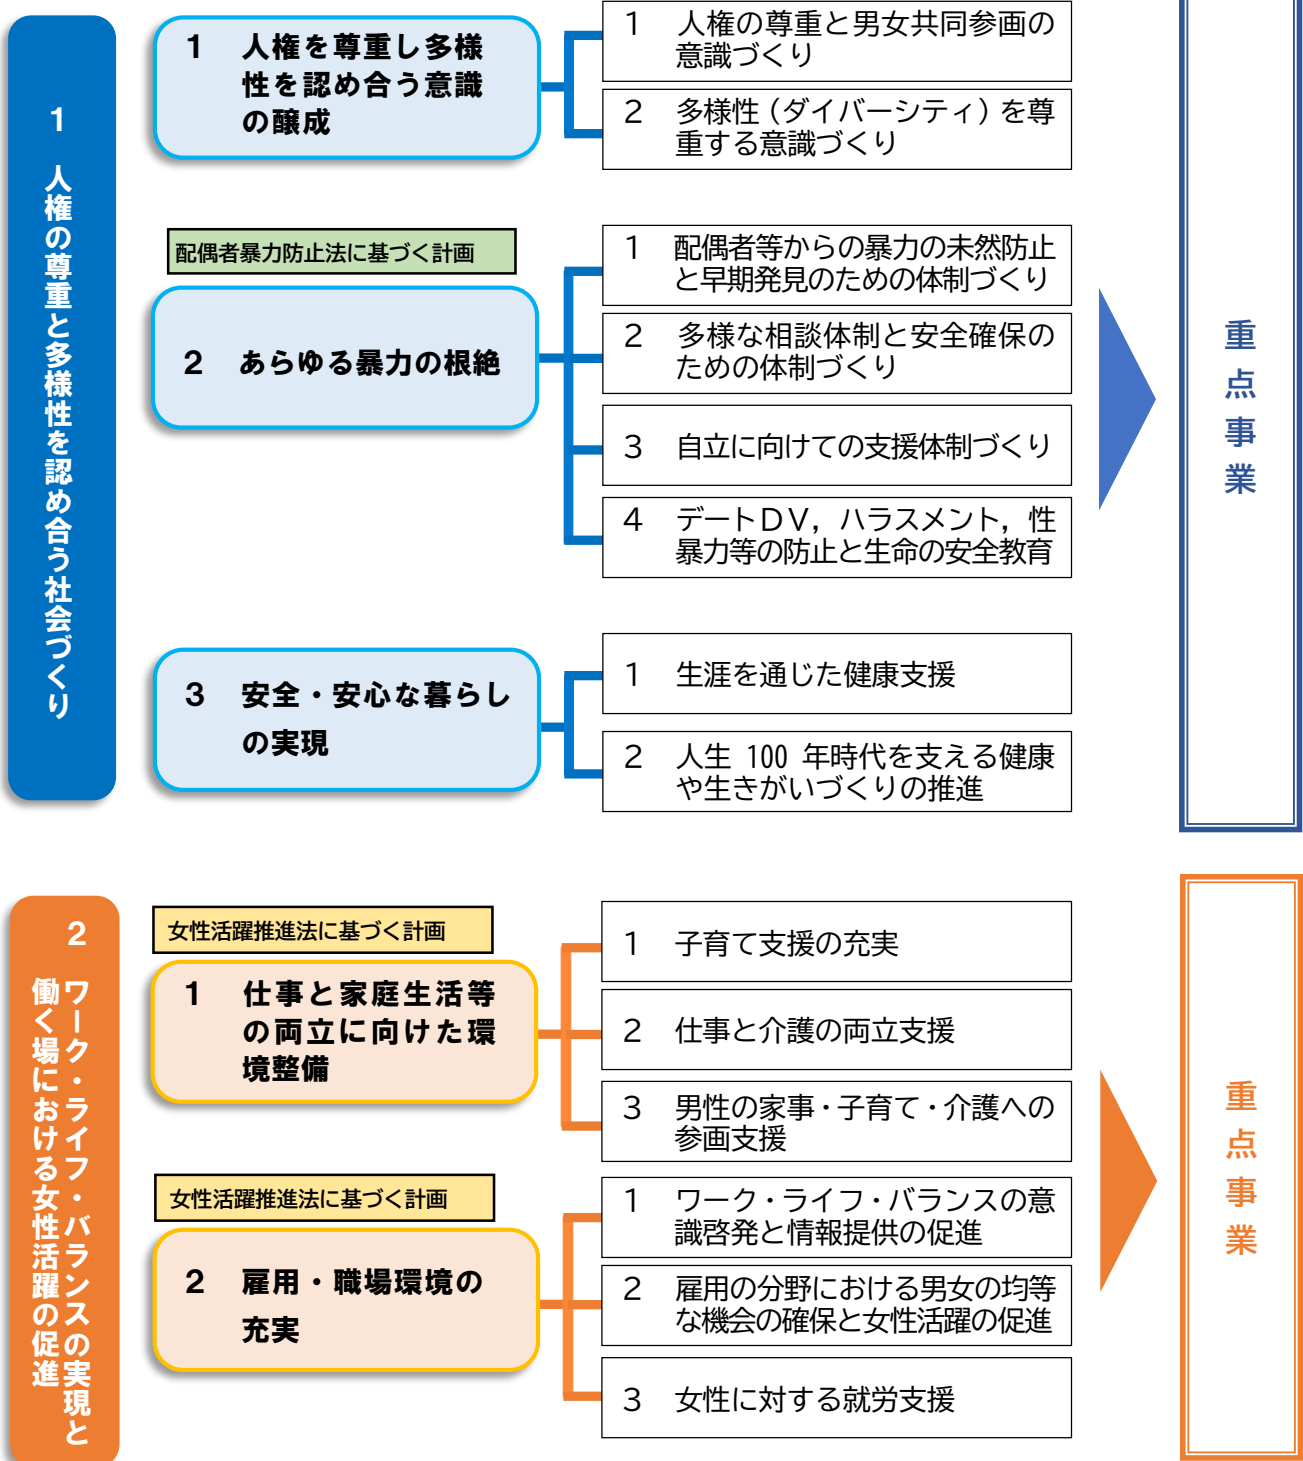 1 人権の尊重と多様性を認め合う社会づくり
1 人権を尊重し多様
性を認め合う意識
の醸成
1 人権の尊重と男女共同参画の
意識づくり
2 多様性（ダイバーシティ）を尊
重する意識づくり
配偶者暴力防止法に基づく計画
2 あらゆる暴力の根絶
1 配偶者等からの暴力の未然防止
と早期発見のための体制づくり
2 多様な相談体制と安全確保の
ための体制づくり
3 自立に向けての支援体制づくり
4 デートＤＶ，ハラスメント，性
暴力等の防止と生命の安全教育
3 安全・安心な暮らし
の実現
1 生涯を通じた健康支援
2 人生 100 年時代を支える健康
や生きがいづくりの推進
重点事業
2 ワーク・ライフ・バランスの実現と
働く場における女性活躍の促進
女性活躍推進法に基づく計画
1 仕事と家庭生活等
の両立に向けた環
境整備
1 子育て支援の充実
2 仕事と介護の両立支援
3 男性の家事・子育て・介護への
参画支援
女性活躍推進法に基づく計画
2 雇用・職場環境の
充実
1 ワーク・ライフ・バランスの意
識啓発と情報提供の促進
2 雇用の分野における男女の均等
な機会の確保と女性活躍の促進
3 女性に対する就労支援
重点事業